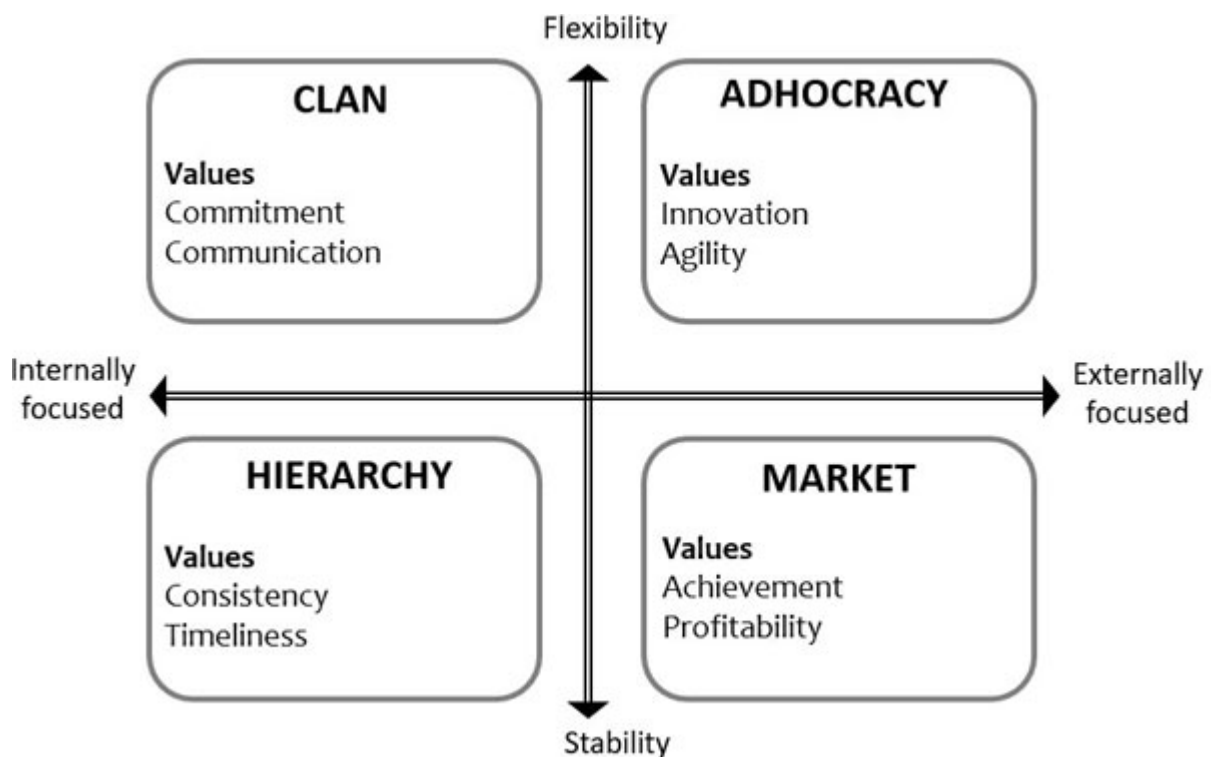 Flexibility
CLAN
Values
Commitment
Communication
ADHOCRACY
Values
Innovation
Agility
Internally
focused
Externally
focused
HIERARCHY
Values
Consistency
Timeliness
MARKET
Values
Achievement
Profitability
Stability